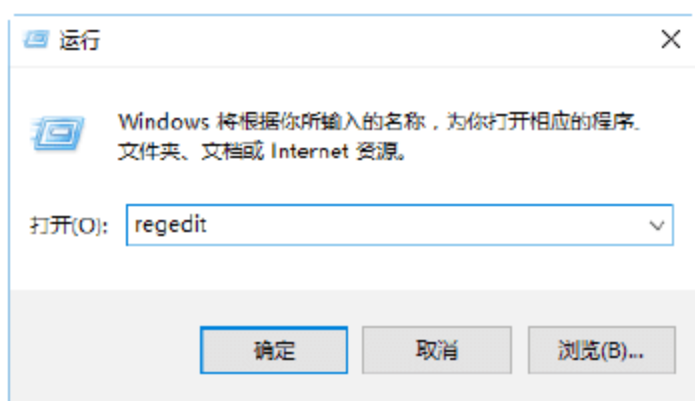 运行
Windows 将根据你所输入的名称，为你打开相应的程序、
文件夹、文档或 Internet 资源。
打开(O): regedit
确定 取消 浏览(B)...